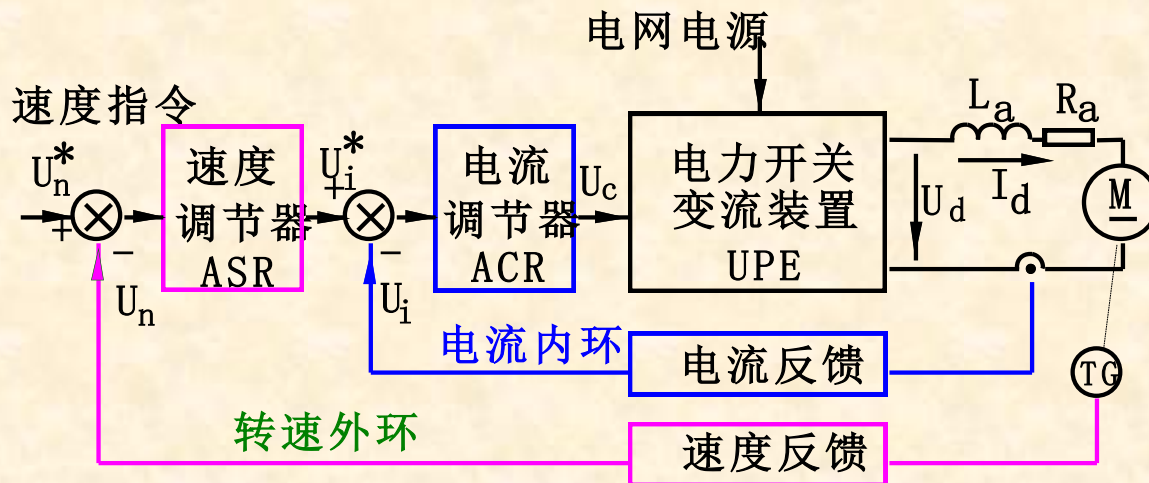 电网电源
速度指令
U*n
+
-
Un
速度
调节器
ASR
U*i
+
-
Ui
电流
调节器
ACR
Uc
电力开关
变流装置
UPE
La
Ra
Id
Ud
M
TG
电流内环
电流反馈
转速外环
速度反馈